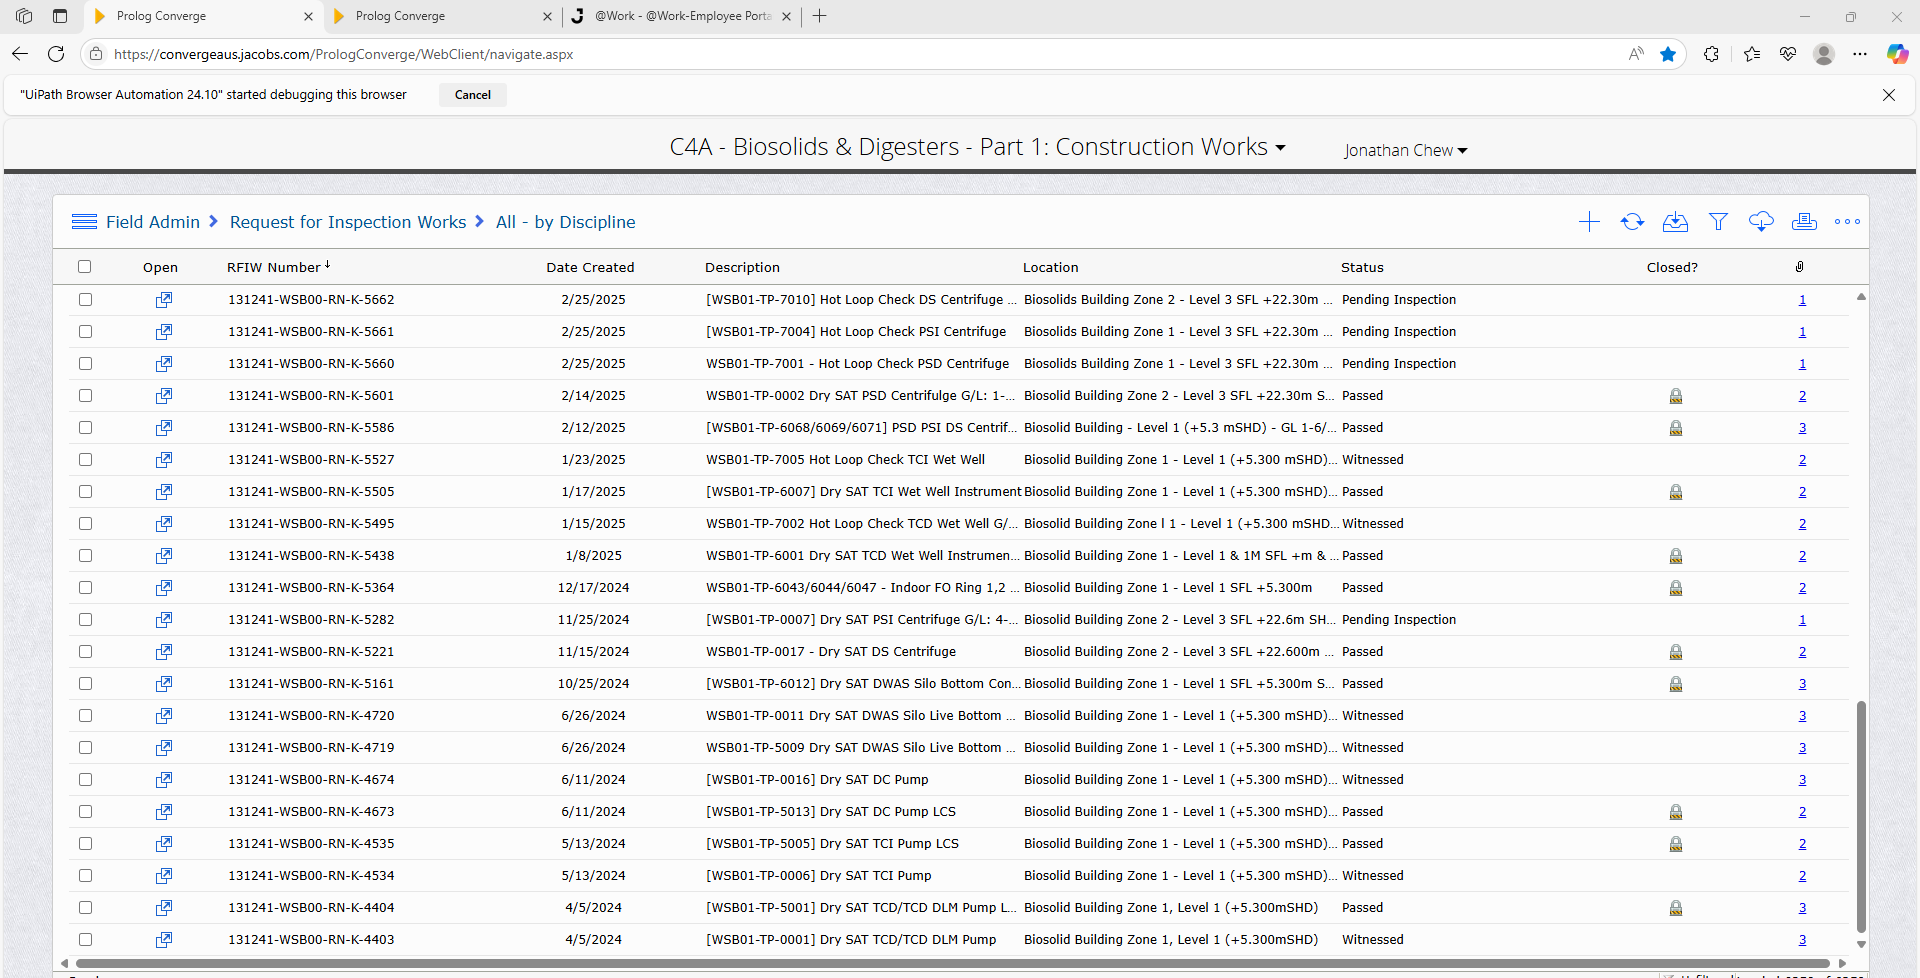 Prolog Converge
Prolog Converge
@Work - @Work-Employee Porta
https://convergeaus.jacobs.com/PrologConverge/WebClient/navigate.aspx
"UiPath Browser Automation 24.10" started debugging this browser Cancel
C4A - Biosolids & Digesters - Part 1: Construction Works Jonathan Chew
Field Admin Request for Inspection Works All - by Discipline
Open RFIW Number Date Created Description Location Status Closed?
131241-WSB00-RN-K-5662 2/25/2025 [WSB01-TP-7010] Hot Loop Check DS Centrifuge ... Biosolids Building Zone 2 - Level 3 SFL +22.30m ... Pending Inspection 1
131241-WSB00-RN-K-5661 2/25/2025 [WSB01-TP-7004] Hot Loop Check PSI Centrifuge Biosolids Building Zone 1 - Level 3 SFL +22.30m ... Pending Inspection 1
131241-WSB00-RN-K-5660 2/25/2025 WSB01-TP-7001 - Hot Loop Check PSD Centrifuge Biosolids Building Zone 1 - Level 3 SFL +22.30m ... Pending Inspection 1
131241-WSB00-RN-K-5601 2/14/2025 WSB01-TP-0002 Dry SAT PSD Centrifulge G/L: 1-... Biosolid Building Zone 2 - Level 3 SFL +22.30m S... Passed 2
131241-WSB00-RN-K-5586 2/12/2025 [WSB01-TP-6068/6069/6071] PSD PSI DS Centrif... Biosolid Building - Level 1 (+5.3 mSHD) - GL 1-6/... Passed 3
131241-WSB00-RN-K-5527 1/23/2025 WSB01-TP-7005 Hot Loop Check TCI Wet Well Biosolid Building Zone 1 - Level 1 (+5.300 mSHD)... Witnessed 2
131241-WSB00-RN-K-5505 1/17/2025 [WSB01-TP-6007] Dry SAT TCI Wet Well Instrument Biosolid Building Zone 1 - Level 1 (+5.300 mSHD)... Passed 2
131241-WSB00-RN-K-5495 1/15/2025 WSB01-TP-7002 Hot Loop Check TCD Wet Well G/... Biosolid Building Zone l 1 - Level 1 (+5.300 mSHD... Witnessed 2
131241-WSB00-RN-K-5438 1/8/2025 WSB01-TP-6001 Dry SAT TCD Wet Well Instrumen... Biosolid Building Zone 1 - Level 1 & 1M SFL +m & ... Passed 2
131241-WSB00-RN-K-5364 12/17/2024 WSB01-TP-6043/6044/6047 - Indoor FO Ring 1,2 ... Biosolid Building Zone 1 - Level 1 SFL +5.300m Passed 2
131241-WSB00-RN-K-5282 11/25/2024 [WSB01-TP-0007] Dry SAT PSI Centrifuge G/L: 4-... Biosolid Building Zone 2 - Level 3 SFL +22.6m SH... Pending Inspection 1
131241-WSB00-RN-K-5221 11/15/2024 WSB01-TP-0017 - Dry SAT DS Centrifuge Biosolid Building Zone 2 - Level 3 SFL +22.600m ... Passed 2
131241-WSB00-RN-K-5161 10/25/2024 [WSB01-TP-6012] Dry SAT DWAS Silo Bottom Con... Biosolid Building Zone 1 - Level 1 SFL +5.300m S... Passed 3
131241-WSB00-RN-K-4720 6/26/2024 WSB01-TP-0011 Dry SAT DWAS Silo Live Bottom ... Biosolid Building Zone 1 - Level 1 (+5.300 mSHD)... Witnessed 3
131241-WSB00-RN-K-4719 6/26/2024 WSB01-TP-5009 Dry SAT DWAS Silo Live Bottom ... Biosolid Building Zone 1 - Level 1 (+5.300 mSHD)... Witnessed 3
131241-WSB00-RN-K-4674 6/11/2024 [WSB01-TP-0016] Dry SAT DC Pump Biosolid Building Zone 1 - Level 1 (+5.300 mSHD)... Witnessed 3
131241-WSB00-RN-K-4673 6/11/2024 [WSB01-TP-5013] Dry SAT DC Pump LCS Biosolid Building Zone 1 - Level 1 (+5.300 mSHD)... Passed 2
131241-WSB00-RN-K-4535 5/13/2024 [WSB01-TP-5005] Dry SAT TCI Pump LCS Biosolid Building Zone 1 - Level 1 (+5.300 mSHD)... Passed 2
131241-WSB00-RN-K-4534 5/13/2024 [WSB01-TP-0006] Dry SAT TCI Pump Biosolid Building Zone 1 - Level 1 (+5.300 mSHD)... Witnessed 2
131241-WSB00-RN-K-4404 4/5/2024 [WSB01-TP-5001] Dry SAT TCD/TCD DLM Pump L... Biosolid Building Zone 1, Level 1 (+5.300mSHD) Passed 3
131241-WSB00-RN-K-4403 4/5/2024 [WSB01-TP-0001] Dry SAT TCD/TCD DLM Pump Biosolid Building Zone 1, Level 1 (+5.300mSHD) Witnessed 3